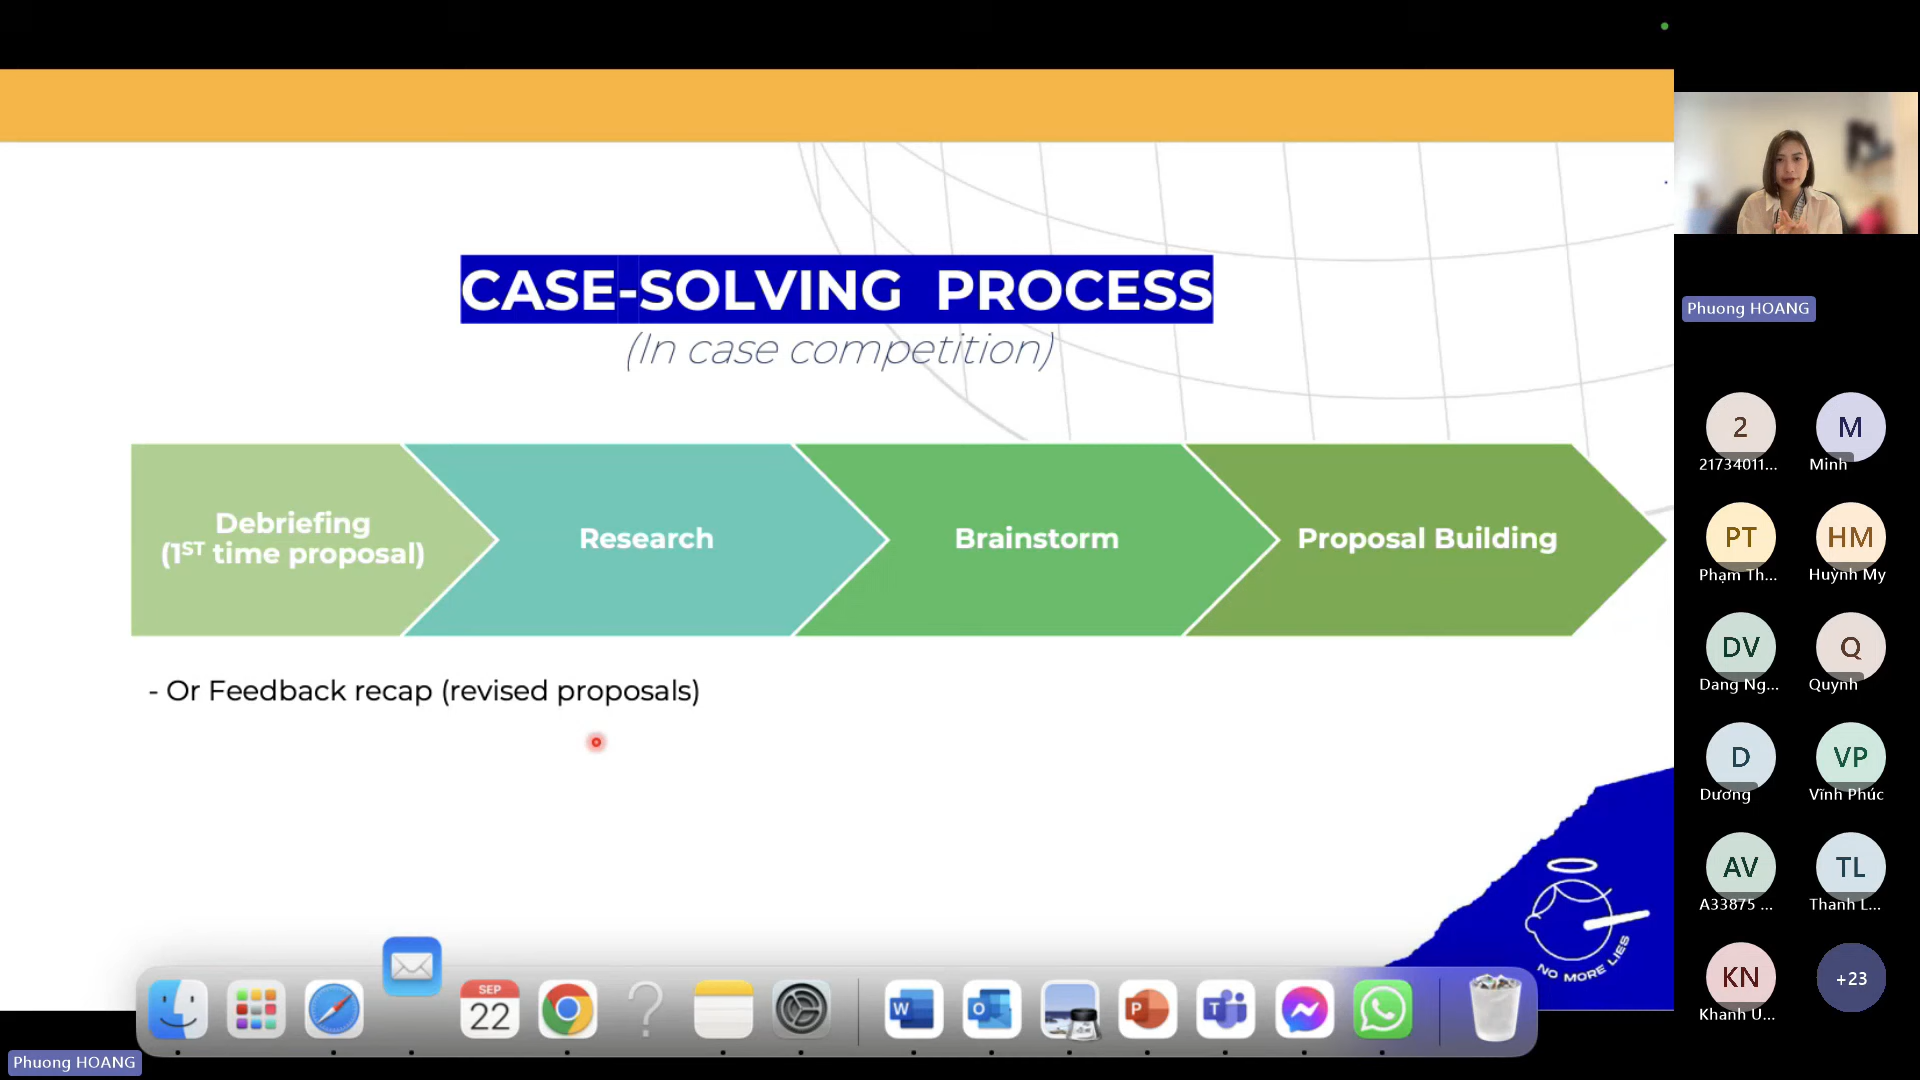 CASE-SOLVING PROCESS
(In case competition)
Debriefing
(1ST time proposal)
Research
Brainstorm
Proposal Building
- Or Feedback recap (revised proposals)
NO MORE LIES
SEP
22
W
O
P
T
Phuong HOANG
Phuong HOANG
2
21734011...
M
Minh
PT
Phạm Th...
HM
Huỳnh My
DV
Dang Ng...
Q
Quynh
D
Dương
VP
Vĩnh Phúc
AV
A33875 ...
TL
Thanh L...
KN
Khanh U...
+23